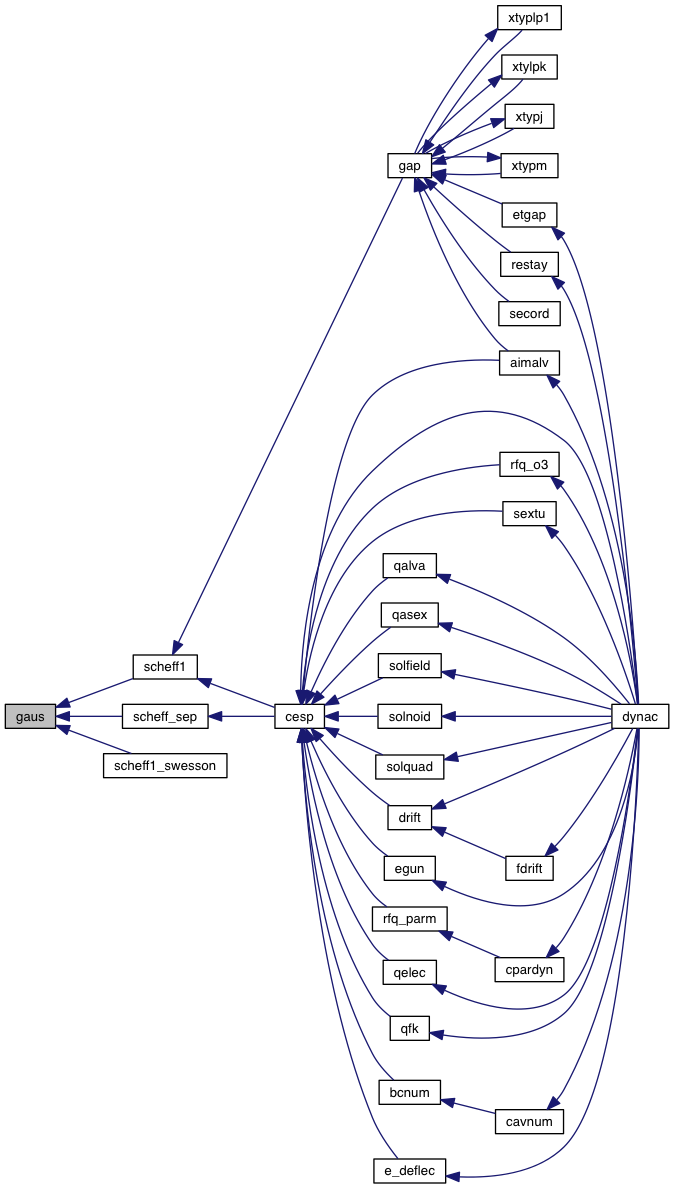 xtyplp1
xtylpk
xtypj
gap
xtypm
etgap
restay
secord
aimalv
rfq_o3
sextu
qalva
qasex
scheff1
solfield
gaus
scheff_sep
cesp
solnoid
dynac
scheff1_swesson
solquad
drift
egun
fdrift
rfq_parm
cpardyn
qelec
qfk
bcnum
cavnum
e_deflec